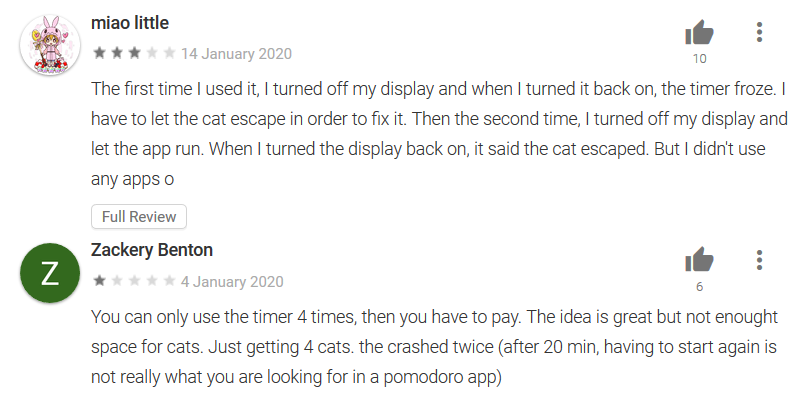 miao little
14 January 2020
10
The first time I used it, I turned off my display and when I turned it back on, the timer froze. I
have to let the cat escape in order to fix it. Then the second time, I turned off my display and
let the app run. When I turned the display back on, it said the cat escaped. But I didn't use
any apps o
Full Review
Z
Zackery Benton
4 January 2020
6
You can only use the timer 4 times, then you have to pay. The idea is great but not enought
space for cats. Just getting 4 cats. the crashed twice (after 20 min, having to start again is
not really what you are looking for in a pomodoro app)